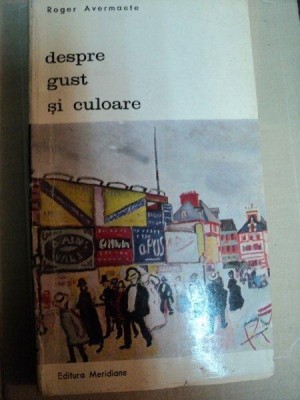 Roger Avermaete
despre
gust
și culoare
Editura Meridiane